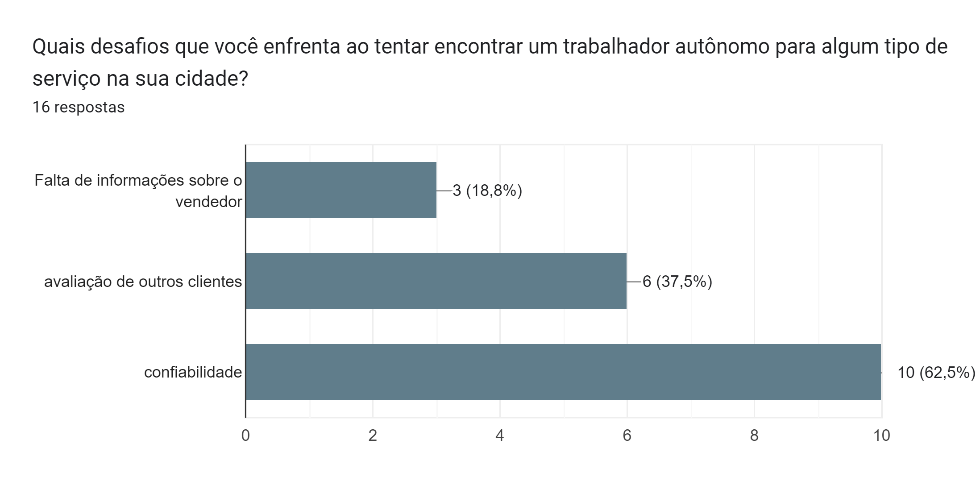 Quais desafios que você enfrenta ao tentar encontrar um trabalhador autônomo para algum tipo de
serviço na sua cidade?
16 respostas
Falta de informações sobre o
vendedor
3 (18,8%)
avaliação de outros clientes
6 (37,5%)
confiabilidade
10 (62,5%)
0 2 4 6 8 10